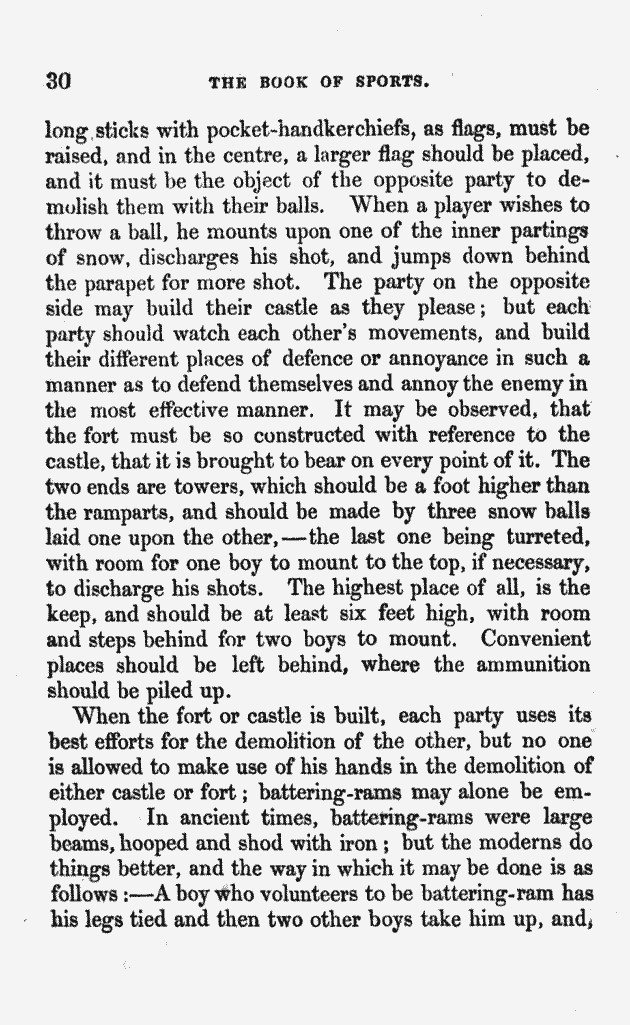 30 THE BOOK OF SPORTS.
long sticks with pocket-handkerchiefs, as flags, must be
raised, and in the centre, a larger flag should be placed,
and it must be the object of the opposite party to de-
molish them with their balls. When a player wishes to
throw a ball, he mounts upon one of the inner partings
of snow, discharges his shot, and jumps down behind
the parapet for more shot. The party on the opposite
side may build their castle as they please; but each
party should watch each other's movements, and build
their different places of defence or annoyance in such a
manner as to defend themselves and annoy the enemy in
the most effective manner. It may be observed, that
the fort must be so constructed with reference to the
castle, that it is brought to bear on every point of it. The
two ends are towers, which should be a foot higher than
the ramparts, and should be made by three snow balls
laid one upon the other,—the last one being turreted,
with room for one boy to mount to the top, if necessary,
to discharge his shots. The highest place of all, is the
keep, and should be at least six feet high, with room
and steps behind for two boys to mount. Convenient
places should be left behind, where the ammunition
should be piled up.
When the fort or castle is built, each party uses its
best efforts for the demolition of the other, but no one
is allowed to make use of his hands in the demolition of
either castle or fort; battering-rams may alone be em-
ployed. In ancient times, battering-rams were large
beams, hooped and shod with iron; but the moderns do
things better, and the way in which it may be done is as
follows:—A boy who volunteers to be battering-ram has
his legs tied and then two other boys take him up, and,